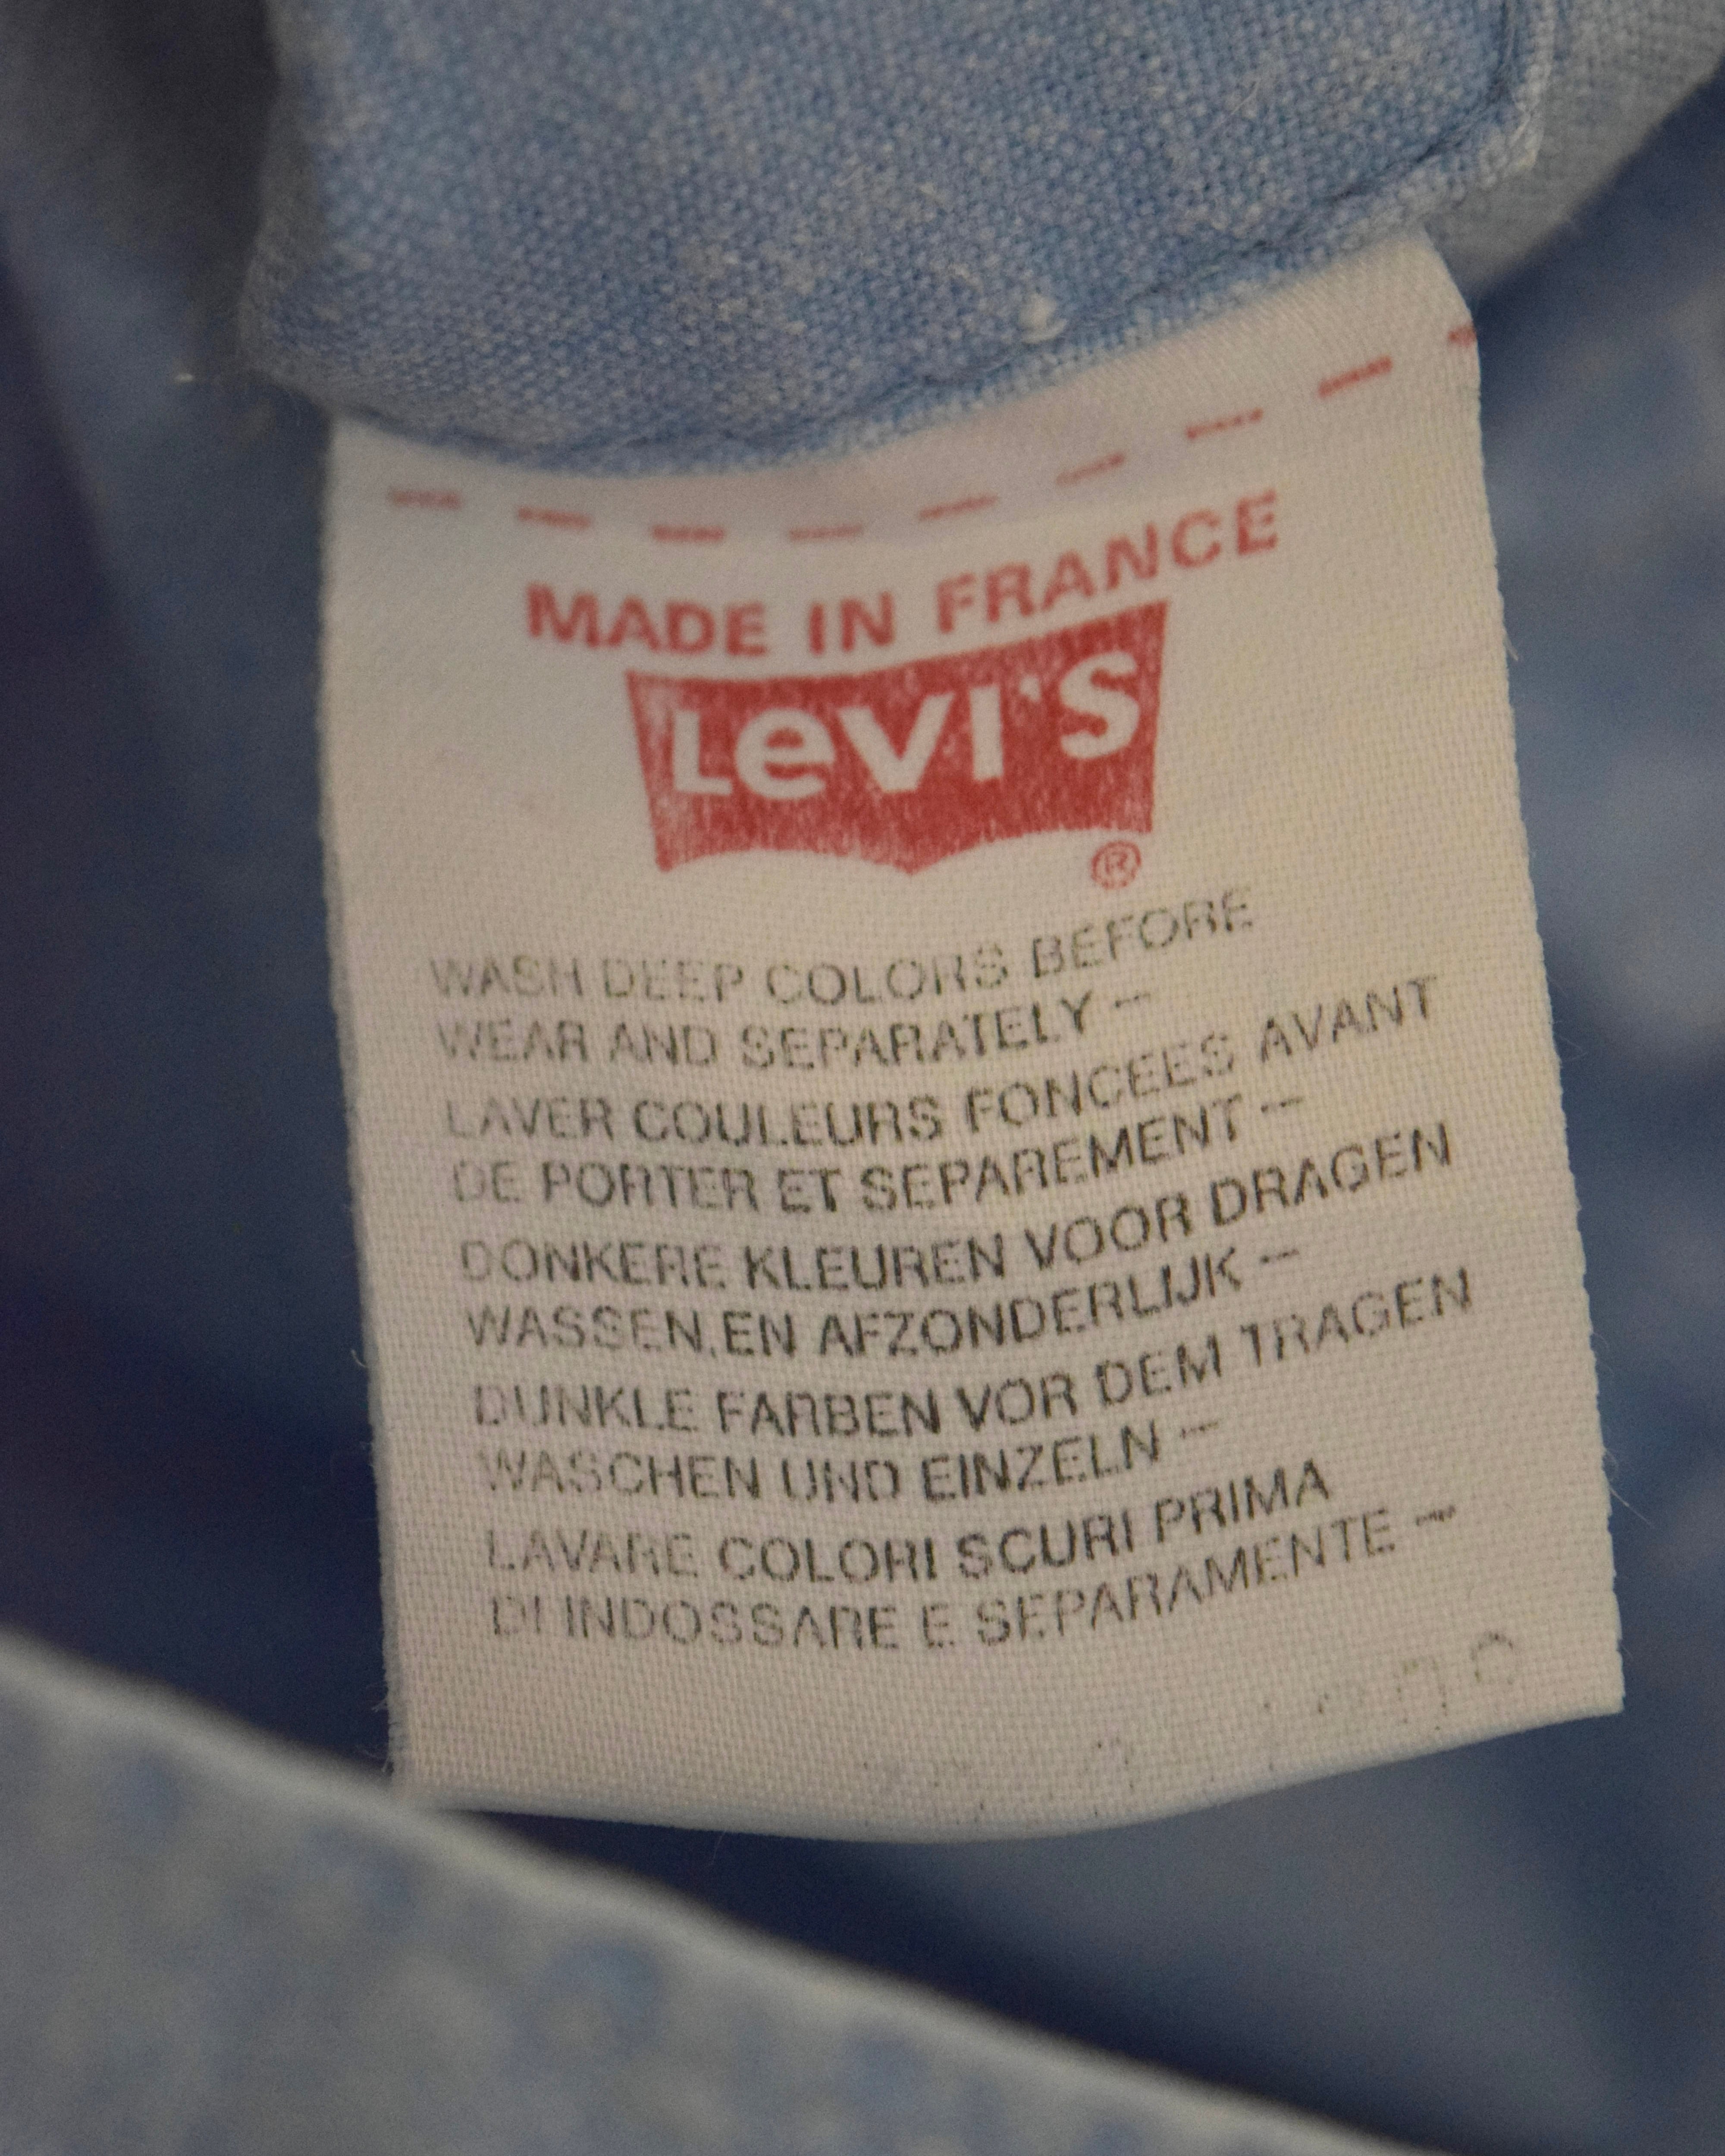 MADE IN FRANCE
LeVI'S
®
WASH DEEP COLORS BEFORE
WEAR AND SEPARATELY –
LAVER COULEURS FONCEES AVANT
DE PORTER ET SEPAREMENT –
DONKERE KLEUREN VOOR DRAGEN
WASSEN,EN AFZONDERLIJK –
DUNKLE FARBEN VOR DEM TRAGEN
WASCHEN UND EINZELN –
LAVARE COLORI SCURI PRIMA
DI INDOSSARE E SEPARAMENTE –